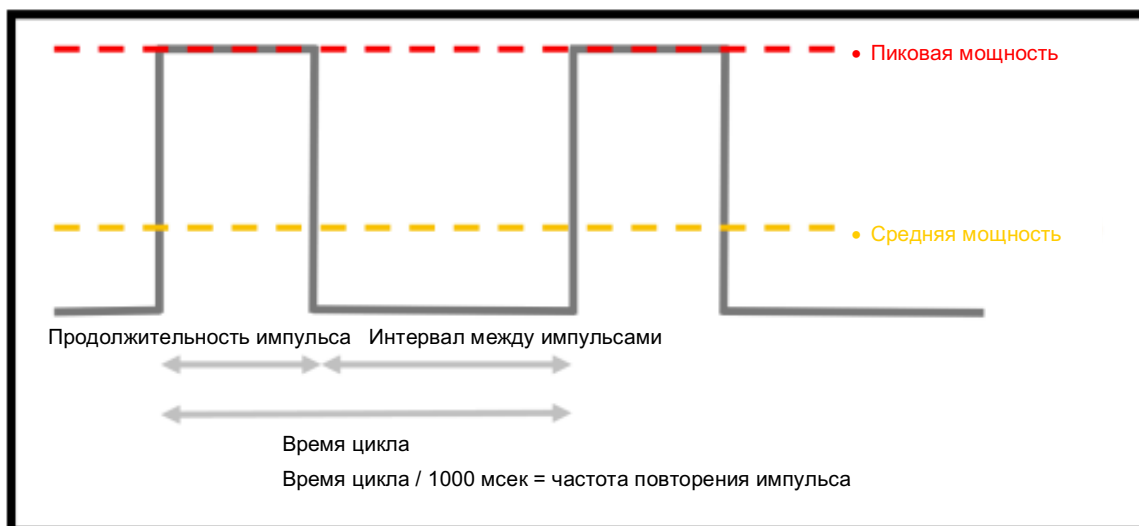 • Пиковая мощность
• Средняя мощность
Продолжительность импульса Интервал между импульсами
Время цикла
Время цикла / 1000 мсек = частота повторения импульса